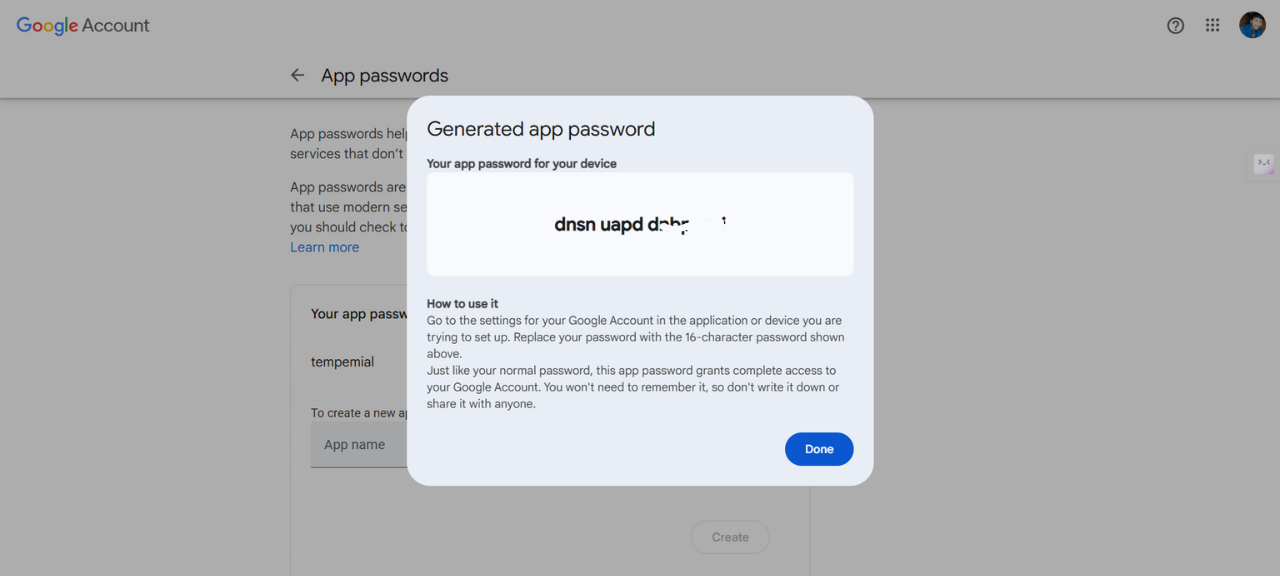 Google Account
App passwords
App passwords
services that don't
App passwords are
that use modern
you should check
Learn more
Your app
tempemial
To create a new
App name
Create
Generated app password
Your app password for your device
dnsn uapd
How to use it
Go to the settings for your Google Account in the application or device you are
trying to set up. Replace your password with the 16-character password shown
above.
Just like your normal password, this app password grants complete access to
your Google Account. You won't need to remember it, so don't write it down or
share it with anyone.
Done